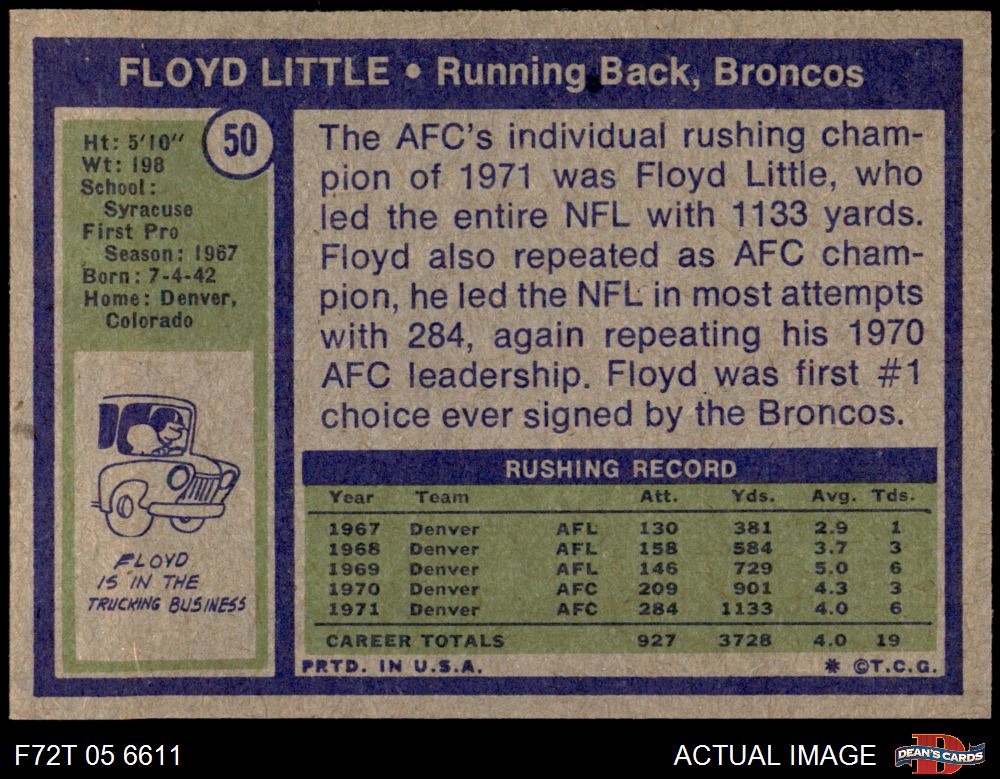 FLOYD LITTLE • Running Back, Broncos
50
Ht: 5'10"
Wt: 198
School:
Syracuse
First Pro
Season: 1967
Born: 7-4-42
Home: Denver,
Colorado
FLOYD
IS IN THE
TRUCKING BUSINESS
The AFC's individual rushing cham-
pion of 1971 was Floyd Little, who
led the entire NFL with 1133 yards.
Floyd also repeated as AFC cham-
pion, he led the NFL in most attempts
with 284, again repeating his 1970
AFC leadership. Floyd was first #1
choice ever signed by the Broncos.
RUSHING RECORD
Year Team Att. Yds. Avg. Tds.
1967 Denver AFL 130 381 2.9 1
1968 Denver AFL 158 584 3.7 3
1969 Denver AFL 146 729 5.0 6
1970 Denver AFC 209 901 4.3 3
1971 Denver AFC 284 1133 4.0 6
CAREER TOTALS 927 3728 4.0 19
PRTD. IN U.S.A. * ©T.C.G.
F72T 05 6611
ACTUAL IMAGE
D
DEAN'S CARDS